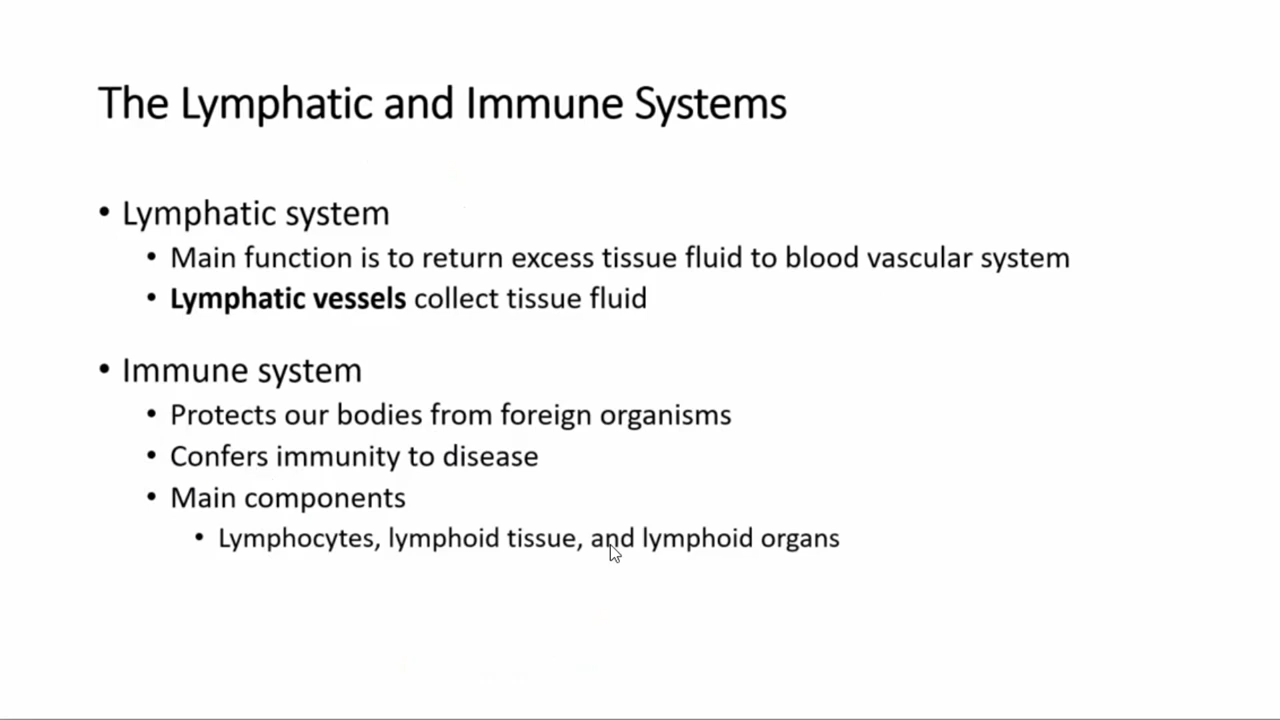 The Lymphatic and Immune Systems
• Lymphatic system
• Main function is to return excess tissue fluid to blood vascular system
• Lymphatic vessels collect tissue fluid
• Immune system
• Protects our bodies from foreign organisms
• Confers immunity to disease
• Main components
• Lymphocytes, lymphoid tissue, and lymphoid organs